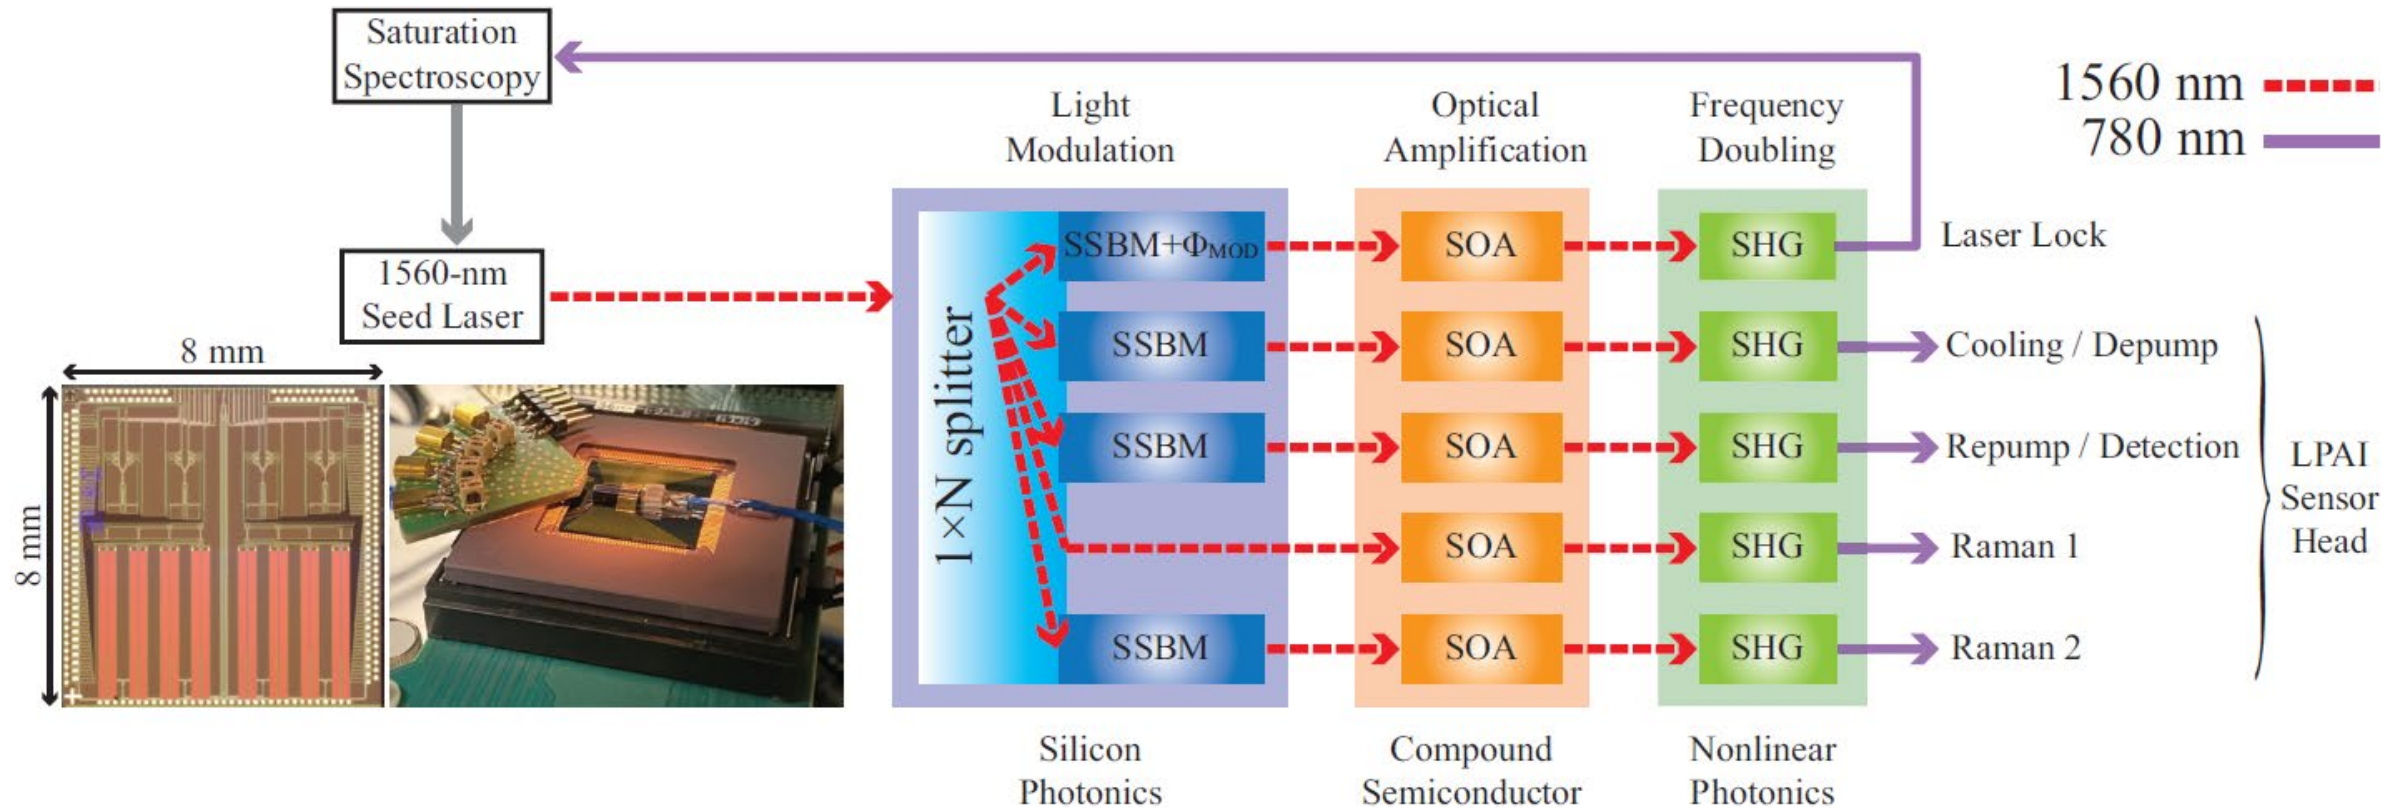 Saturation
Spectroscopy
1560-nm
Seed Laser
8 mm
8 mm
Light
Modulation
Optical
Amplification
Frequency
Doubling
1560 nm
780 nm
1×N splitter
SSBM+Φ_MOD
SOA
SHG
Laser Lock
SSBM
SOA
SHG
Cooling / Depump
SSBM
SOA
SHG
Repump / Detection
SOA
SHG
Raman 1
SSBM
SOA
SHG
Raman 2
LPAI
Sensor
Head
Silicon
Photonics
Compound
Semiconductor
Nonlinear
Photonics